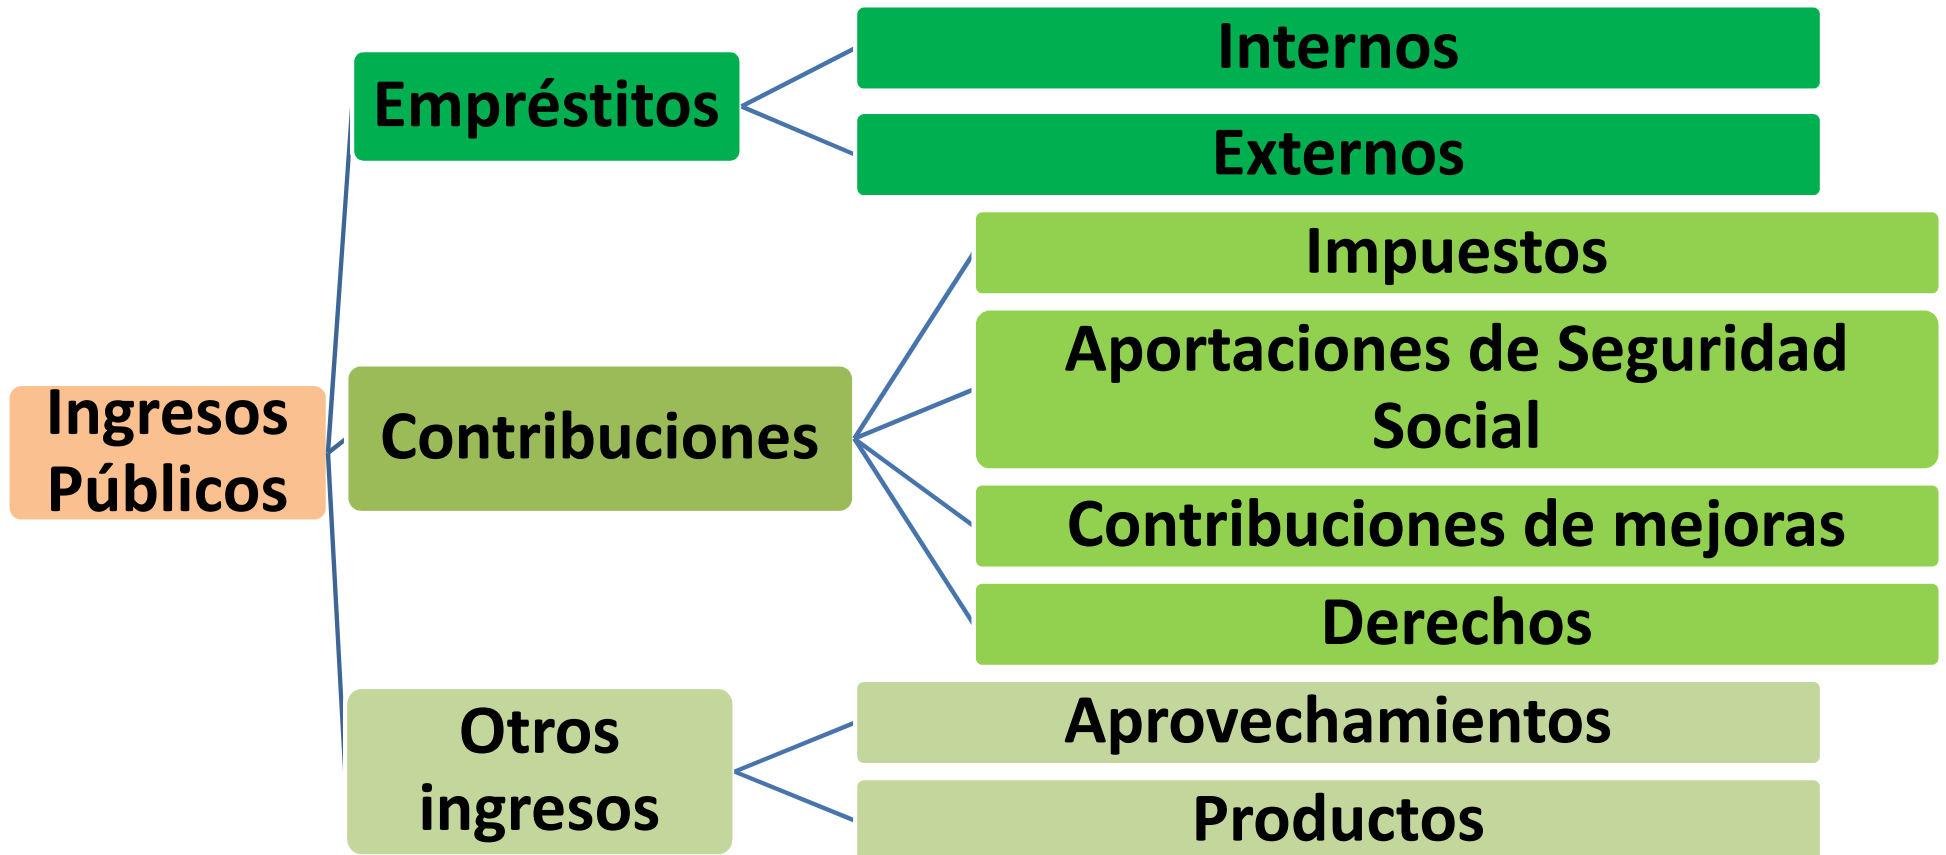 Ingresos
Públicos
Empréstitos
Internos
Externos
Contribuciones
Impuestos
Aportaciones de Seguridad
Social
Contribuciones de mejoras
Derechos
Otros
ingresos
Aprovechamientos
Productos